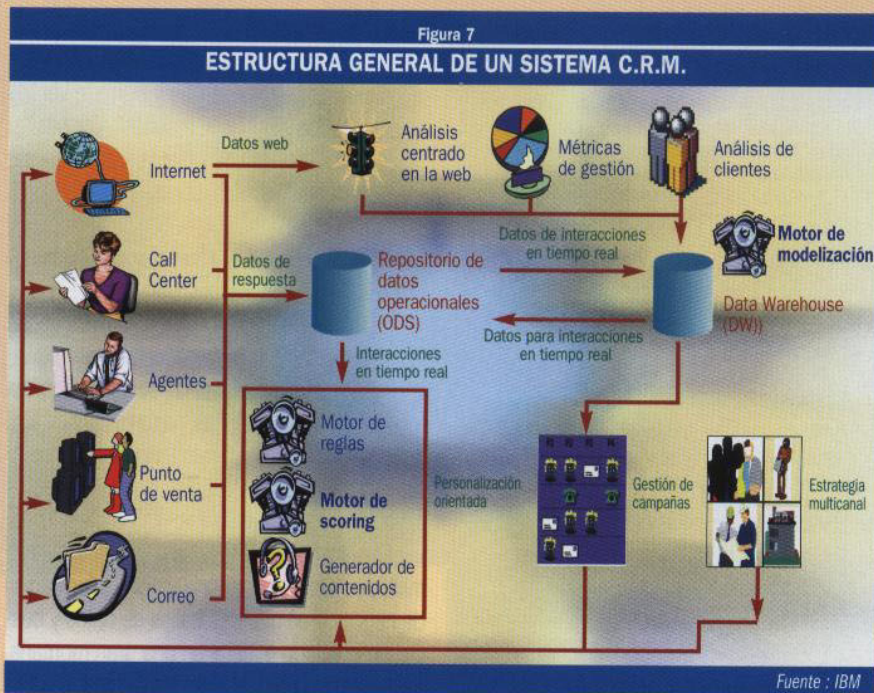 Figura 7
ESTRUCTURA GENERAL DE UN SISTEMA C.R.M.
Internet
Datos web
Análisis
centrado
en la web
Métricas
de gestión
Análisis de
clientes
Call
Center
Datos de
respuesta
Repositorio de
datos
operacionales
(ODS)
Datos de interacciones
en tiempo real
Motor de
modelización
Data Warehouse
(DW))
Datos para interacciones
en tiempo real
Interacciones
en tiempo real
Agentes
Motor de
reglas
Punto
de venta
Motor de
scoring
Personalización
orientada
Gestión de
campañas
Estrategia
multicanal
Generador de
contenidos
Correo
Fuente : IBM